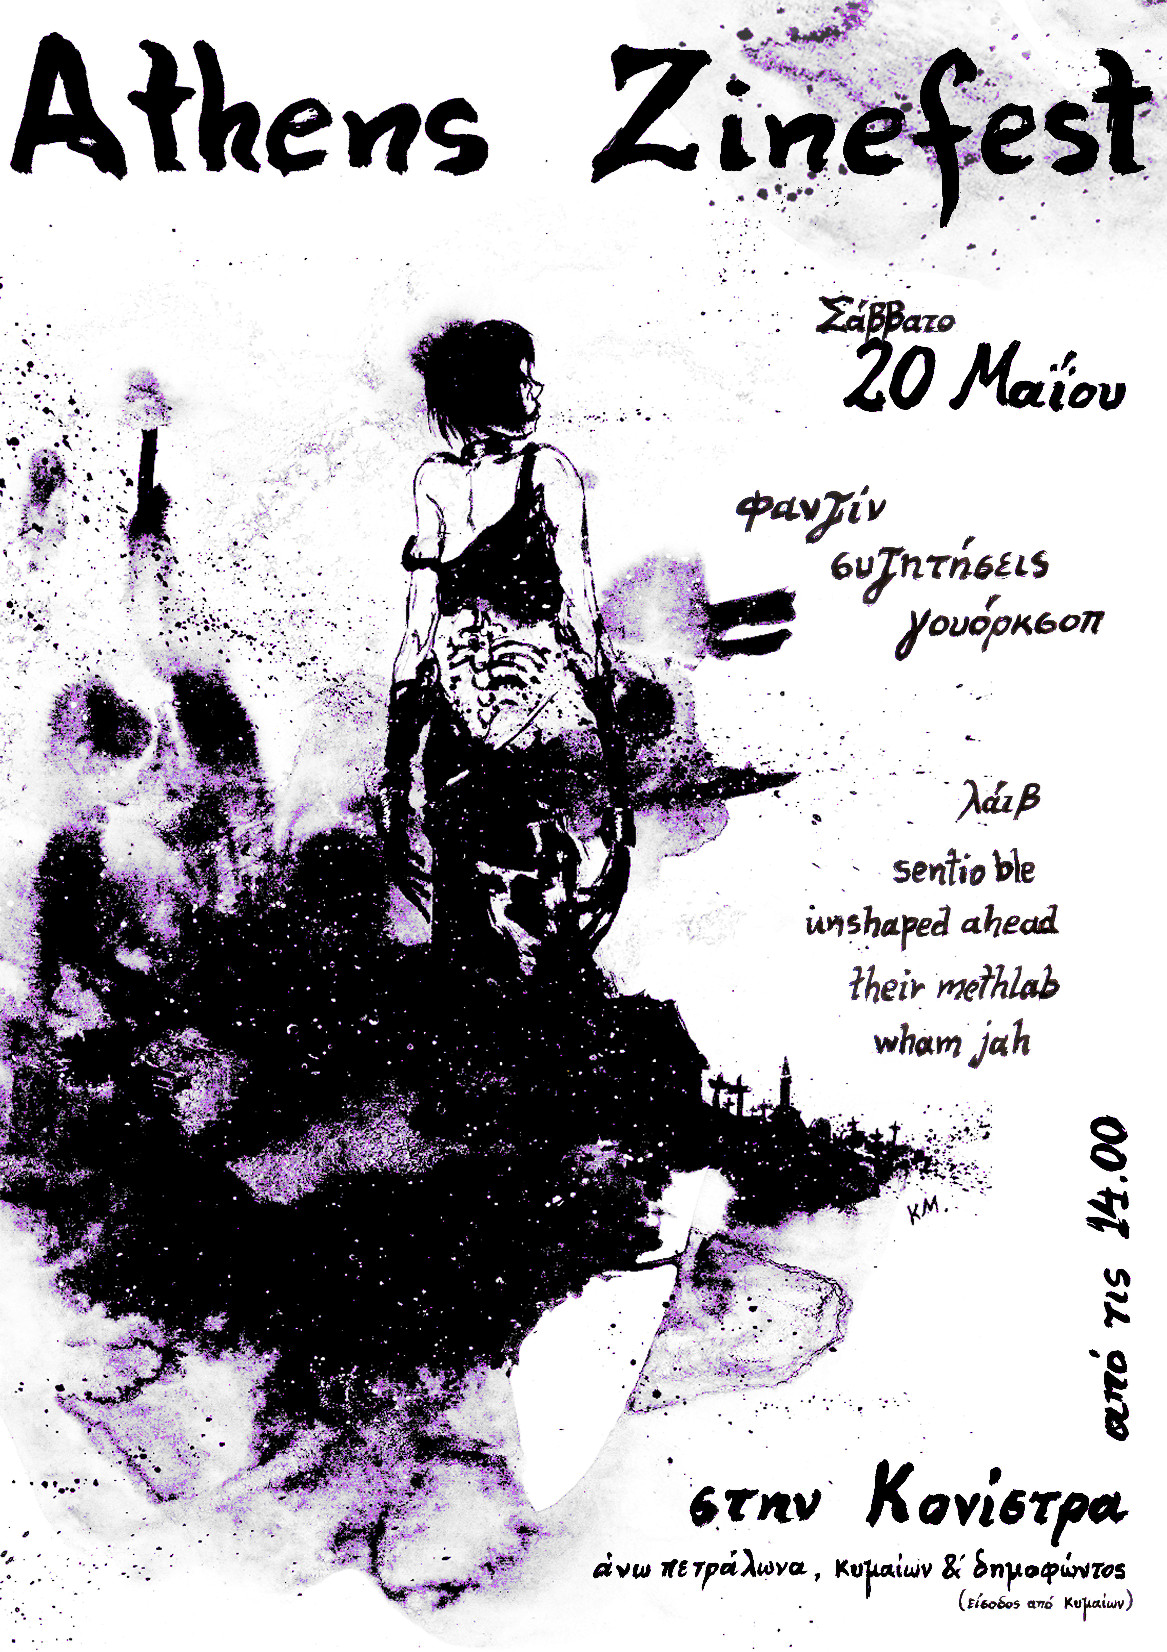 Athens Zinefest
Σάββατο
20 Μαΐου
φανζίν
συζητήσεις
γουόρκσοπ
λάιβ
sentio ble
unshaped ahead
their methlab
wham jah
από τις 14.00
ΚΜ.
στην Κονίστρα
άνω πετράλωνα, κυμαίων & δημοφώντος
(είσοδος από κυμαίων)